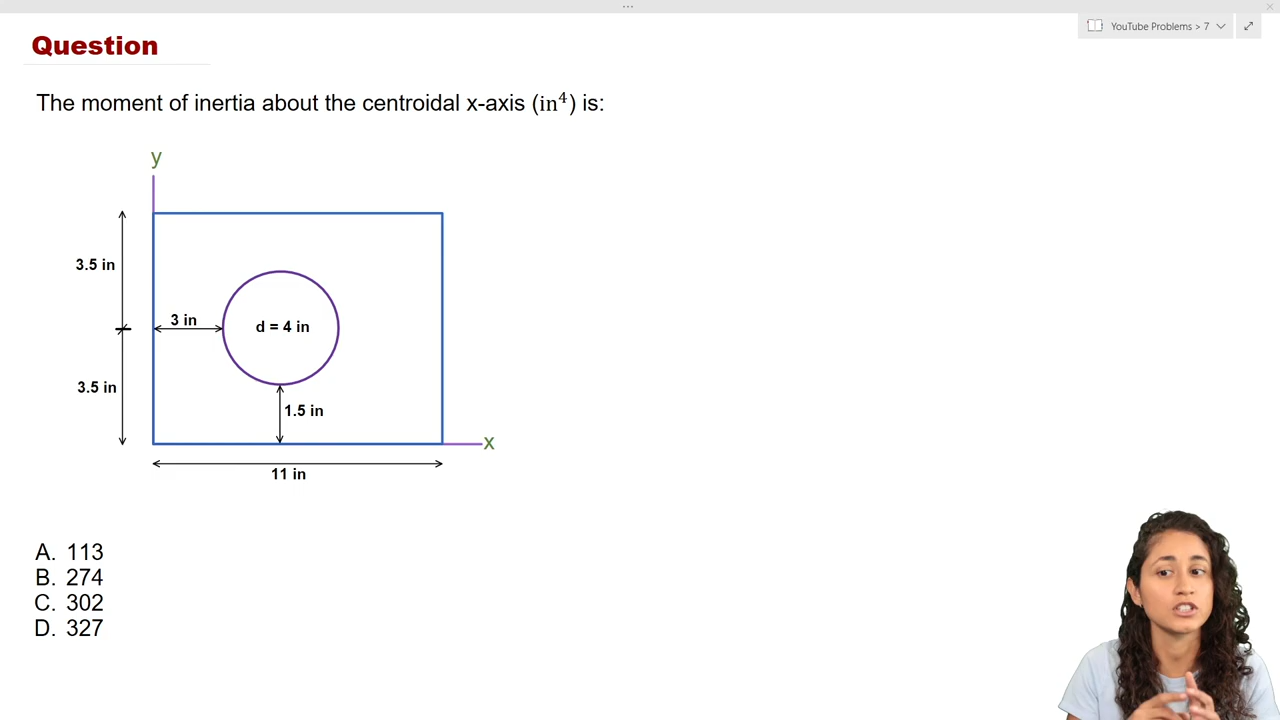 YouTube Problems > 7
Question
The moment of inertia about the centroidal x-axis (in⁴) is:
y
3.5 in
3 in
d = 4 in
3.5 in
1.5 in
x
11 in
A. 113
B. 274
C. 302
D. 327